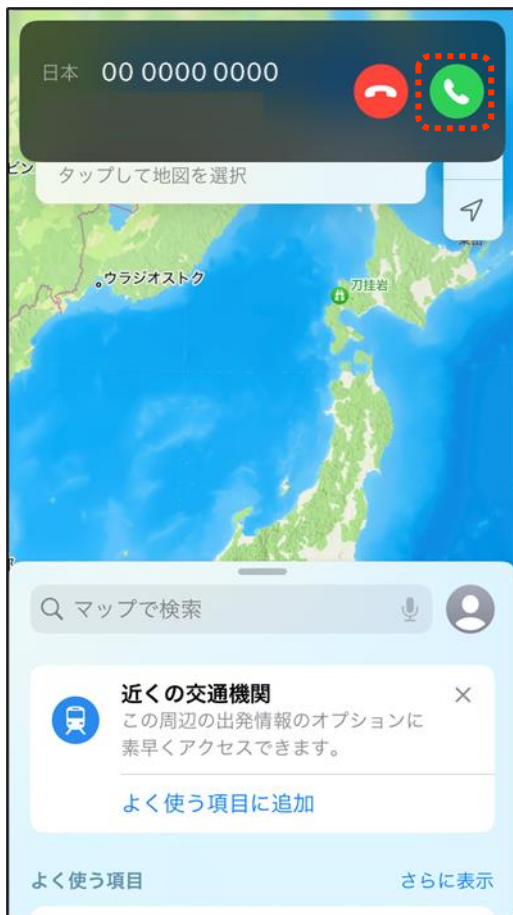 日本 00 0000 0000
タップして地図を選択
ウラジオストク
刀掛岩
マップで検索
近くの交通機関
この周辺の出発情報のオプションに
素早くアクセスできます。
よく使う項目に追加
よく使う項目 さらに表示